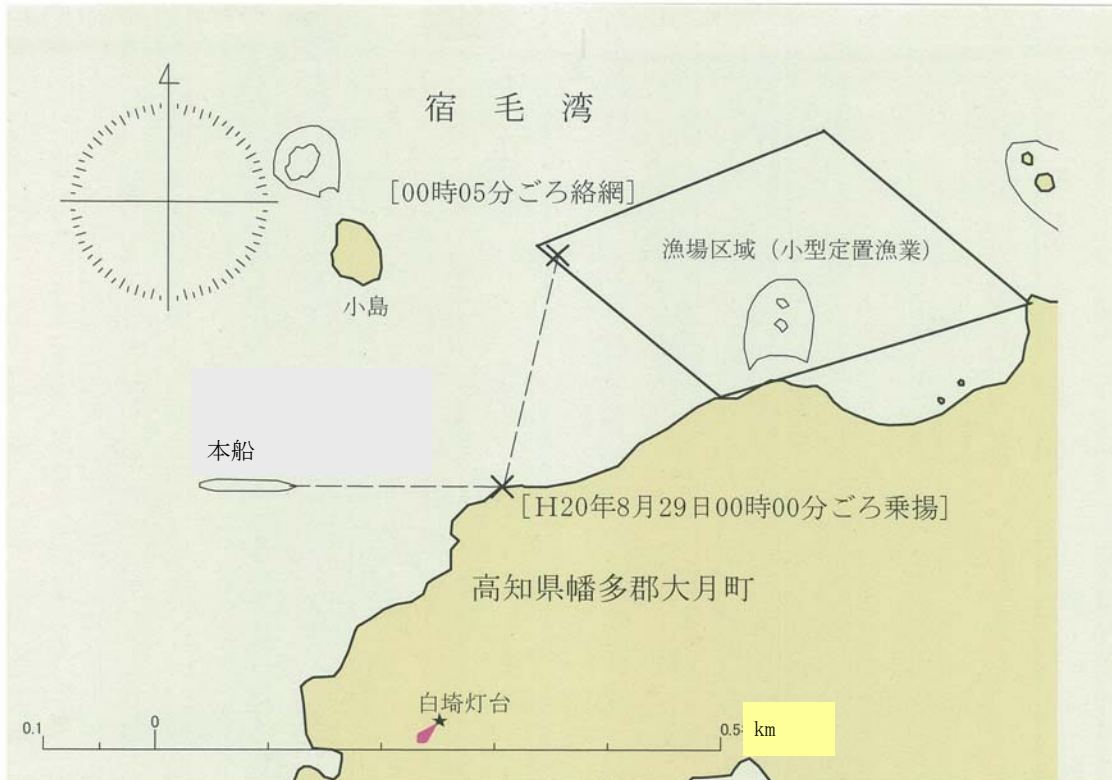 宿毛湾
[00時05分ごろ絡網]
漁場区域（小型定置漁業）
小島
本船
[H20年8月29日00時00分ごろ乗揚]
高知県幡多郡大月町
白埼灯台
0.1 0 0.5 km